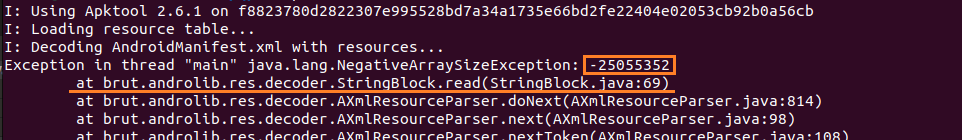 I: Using Apktool 2.6.1 on f8823780d2822307e995528bd7a34a1735e66bd2fe22404e02053cb92b0a56cb
I: Loading resource table...
I: Decoding AndroidManifest.xml with resources...
Exception in thread "main" java.lang.NegativeArraySizeException: -25055352
at brut.androlib.res.decoder.StringBlock.read(StringBlock.java:69)
at brut.androlib.res.decoder.AXmlResourceParser.doNext(AXmlResourceParser.java:814)
at brut.androlib.res.decoder.AXmlResourceParser.next(AXmlResourceParser.java:98)
at brut.androlib.res.decoder.AXmlResourceParser.nextToken(AXmlResourceParser.java:108)